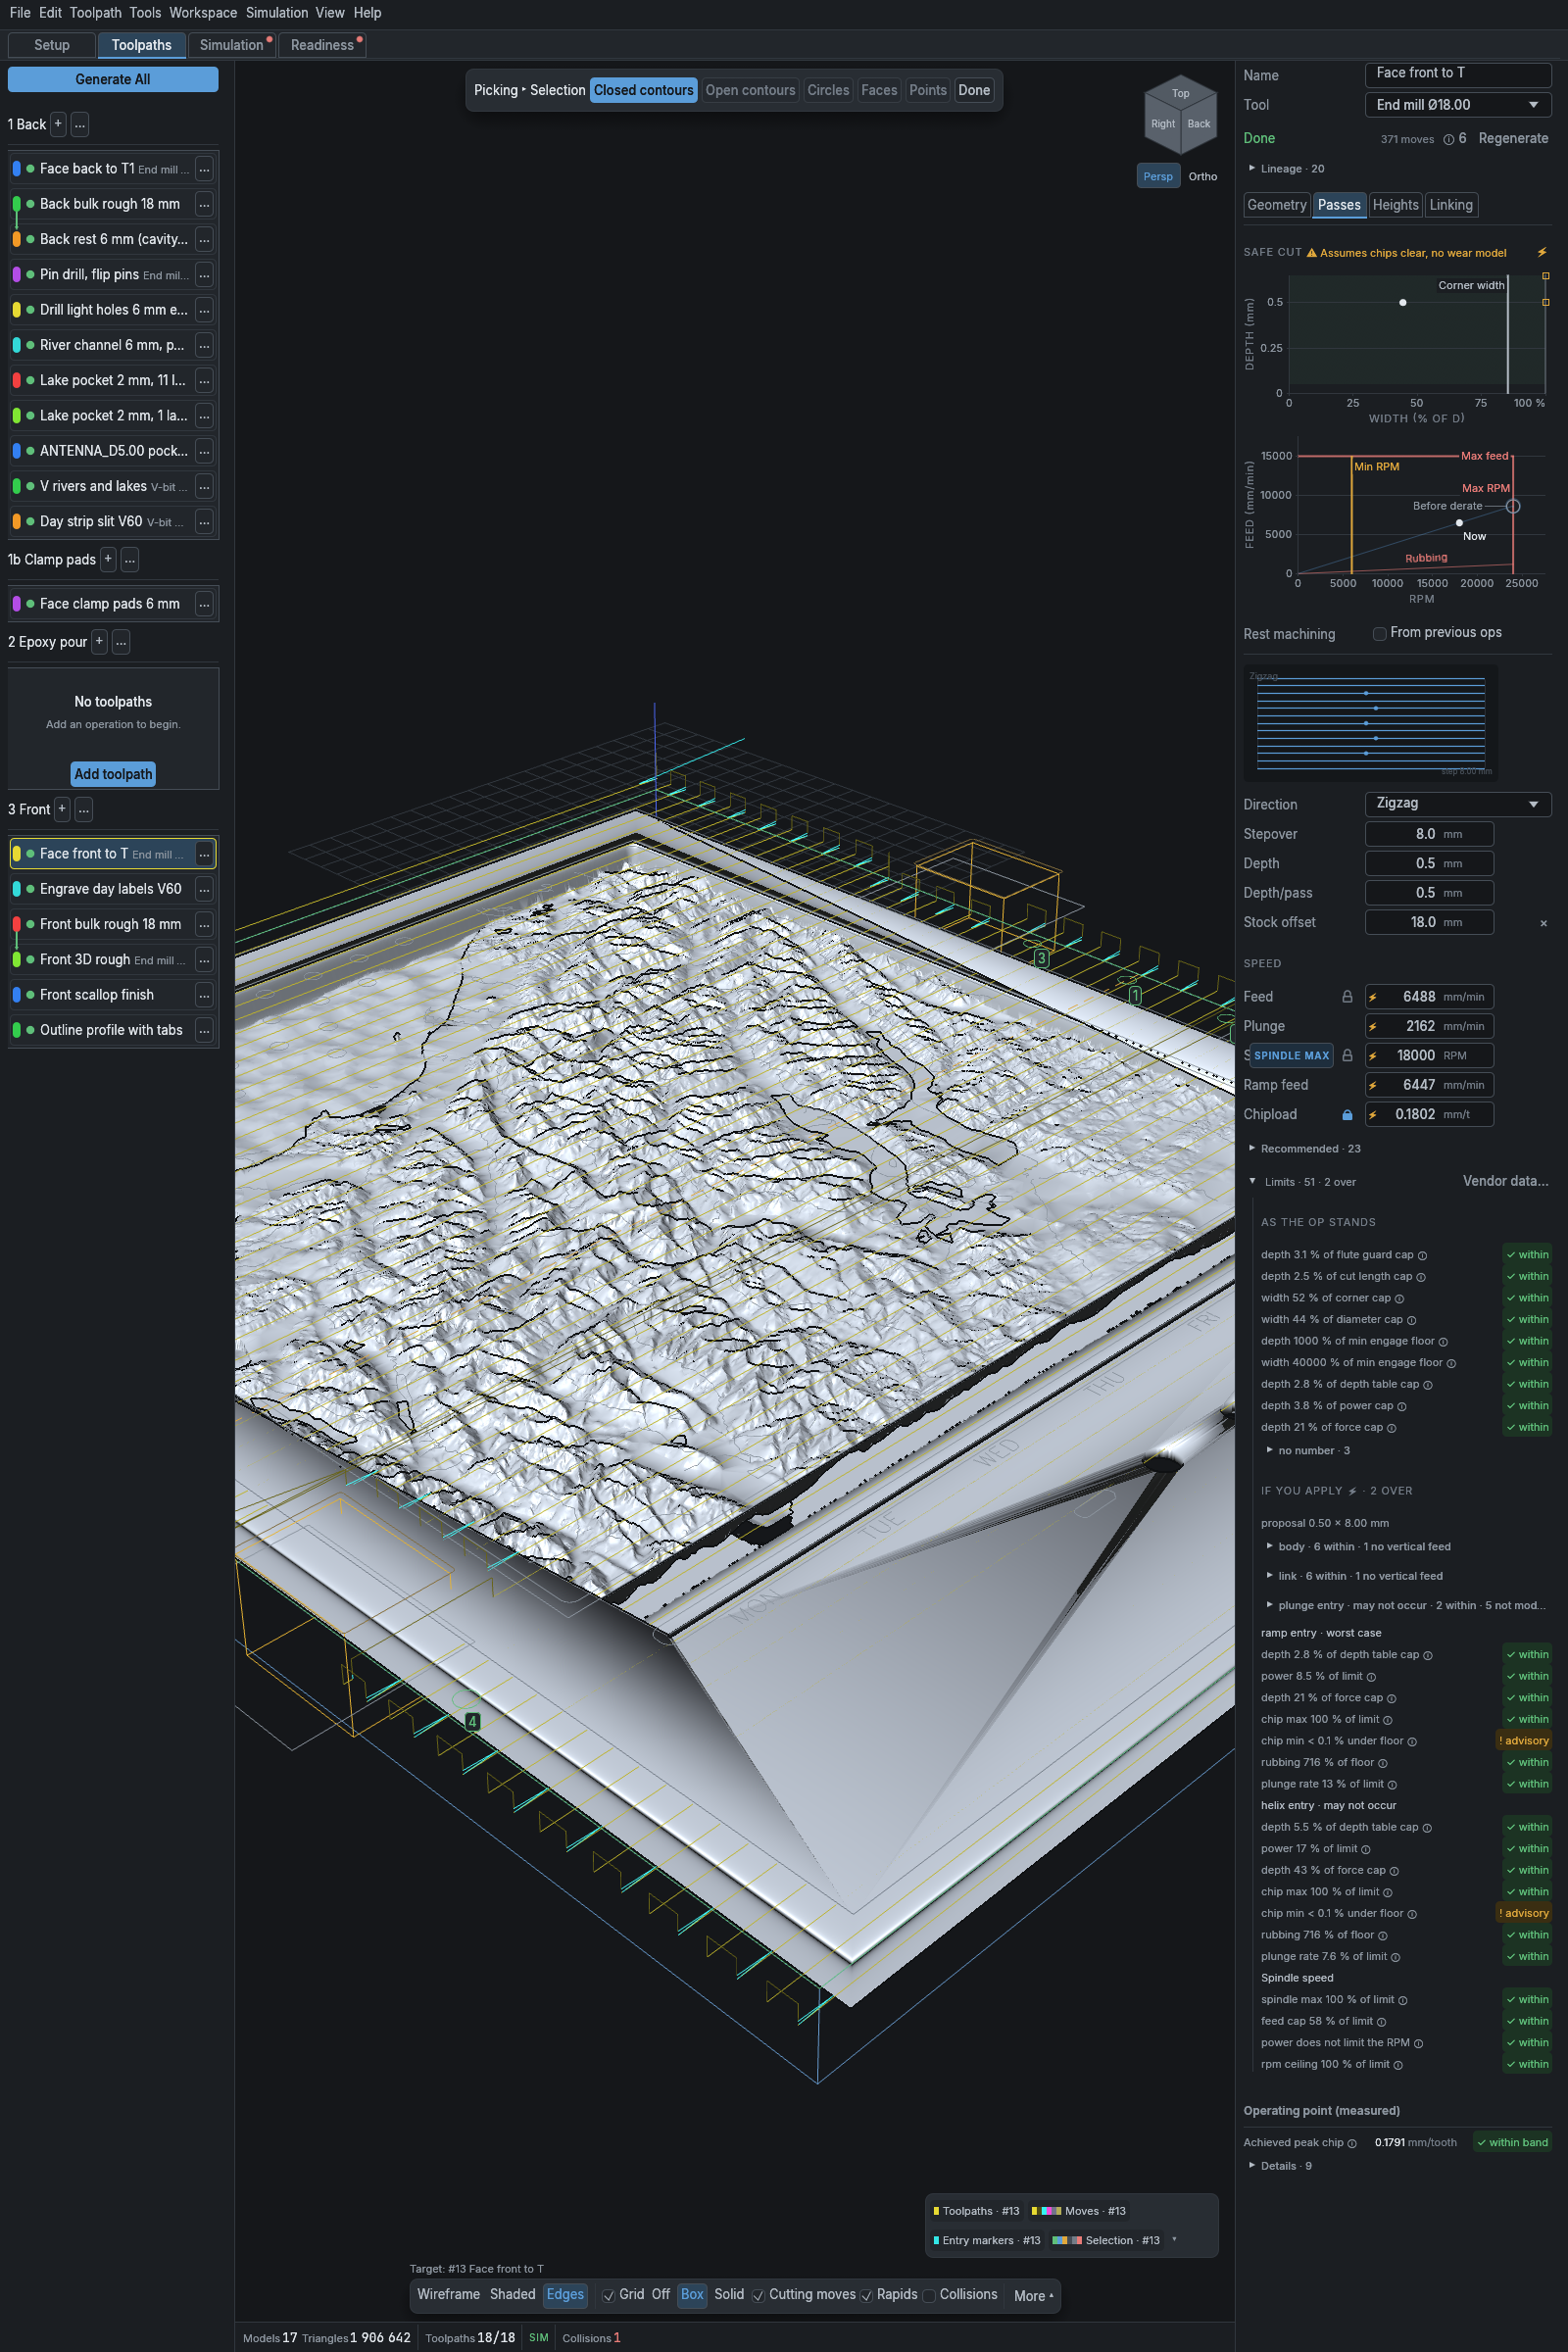 File Edit Toolpath Tools Workspace Simulation View Help
Setup Toolpaths Simulation Readiness
Generate All
1 Back + ...
Face back to T1 End mill ... ...
Back bulk rough 18 mm ...
Back rest 6 mm (cavity... ...
Pin drill, flip pins End mil... ...
Drill light holes 6 mm e... ...
River channel 6 mm, p... ...
Lake pocket 2 mm, 11 l... ...
Lake pocket 2 mm, 1 la... ...
ANTENNA_D5.00 pock... ...
V rivers and lakes V-bit ... ...
Day strip slit V60 V-bit ... ...
1b Clamp pads + ...
Face clamp pads 6 mm ...
2 Epoxy pour + ...
No toolpaths
Add an operation to begin.
Add toolpath
3 Front + ...
Face front to T End mill ... ...
Engrave day labels V60 ...
Front bulk rough 18 mm ...
Front 3D rough End mill ... ...
Front scallop finish ...
Outline profile with tabs ...
Picking ▸ Selection Closed contours Open contours Circles Faces Points Done
Top
Right Back
Persp Ortho
3
1
FRI
THU
WED
TUE
MON
4
Toolpaths · #13 Moves · #13
Entry markers · #13 Selection · #13
Target: #13 Face front to T
Wireframe Shaded Edges Grid Off Box Solid Cutting moves Rapids Collisions More
Models 17 Triangles 1 906 642 Toolpaths 18/18 SIM Collisions 1
Name Face front to T
Tool End mill Ø18.00
Done 371 moves 6 Regenerate
Lineage · 20
Geometry Passes Heights Linking
SAFE CUT Assumes chips clear, no wear model
Corner width
DEPTH (mm)
0.5
0.25
0
0 25 50 75 100 %
WIDTH (% OF D)
FEED (mm/min)
15000
10000
5000
0
Max feed
Min RPM
Max RPM
Before derate
Now
Rubbing
0 5000 10000 15000 20000 25000
RPM
Rest machining From previous ops
Zigzag
step 8.00 mm
Direction Zigzag
Stepover 8.0 mm
Depth 0.5 mm
Depth/pass 0.5 mm
Stock offset 18.0 mm ×
SPEED
Feed 6488 mm/min
Plunge 2162 mm/min
S SPINDLE MAX 18000 RPM
Ramp feed 6447 mm/min
Chipload 0.1802 mm/t
Recommended · 23
Limits · 51 · 2 over Vendor data...
AS THE OP STANDS
depth 3.1 % of flute guard cap ✓ within
depth 2.5 % of cut length cap ✓ within
width 52 % of corner cap ✓ within
width 44 % of diameter cap ✓ within
depth 1000 % of min engage floor ✓ within
width 40000 % of min engage floor ✓ within
depth 2.8 % of depth table cap ✓ within
depth 3.8 % of power cap ✓ within
depth 21 % of force cap ✓ within
no number · 3
IF YOU APPLY ⚡ · 2 OVER
proposal 0.50 × 8.00 mm
body · 6 within · 1 no vertical feed
link · 6 within · 1 no vertical feed
plunge entry · may not occur · 2 within · 5 not mod...
ramp entry · worst case
depth 2.8 % of depth table cap ✓ within
power 8.5 % of limit ✓ within
depth 21 % of force cap ✓ within
chip max 100 % of limit ✓ within
chip min < 0.1 % under floor ! advisory
rubbing 716 % of floor ✓ within
plunge rate 13 % of limit ✓ within
helix entry · may not occur
depth 5.5 % of depth table cap ✓ within
power 17 % of limit ✓ within
depth 43 % of force cap ✓ within
chip max 100 % of limit ✓ within
chip min < 0.1 % under floor ! advisory
rubbing 716 % of floor ✓ within
plunge rate 7.6 % of limit ✓ within
Spindle speed
spindle max 100 % of limit ✓ within
feed cap 58 % of limit ✓ within
power does not limit the RPM ✓ within
rpm ceiling 100 % of limit ✓ within
Operating point (measured)
Achieved peak chip 0.1791 mm/tooth ✓ within band
Details · 9